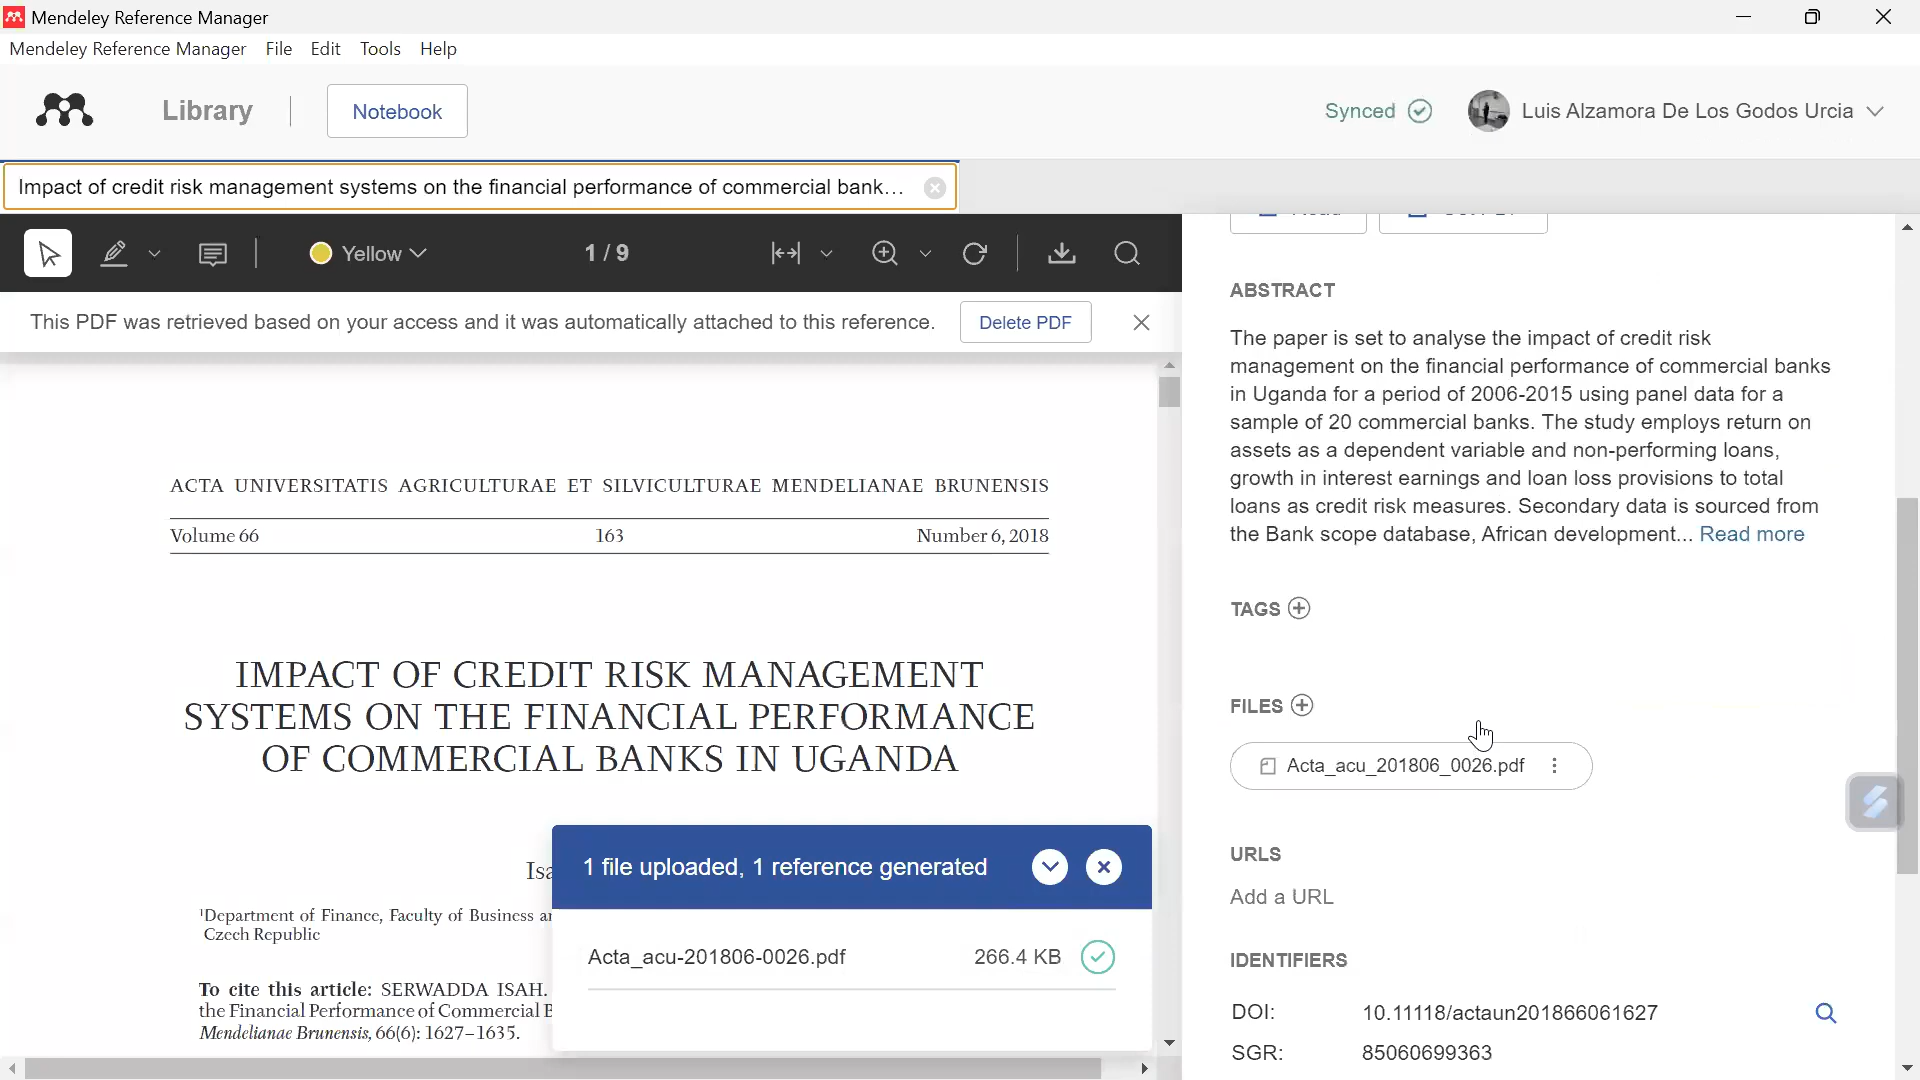 Mendeley Reference Manager
Mendeley Reference Manager File Edit Tools Help
Library Notebook Synced Luis Alzamora De Los Godos Urcia
Impact of credit risk management systems on the financial performance of commercial bank...
Yellow 1 / 9
This PDF was retrieved based on your access and it was automatically attached to this reference. Delete PDF
ACTA UNIVERSITATIS AGRICULTURAE ET SILVICULTURAE MENDELIANAE BRUNENSIS
Volume 66 163 Number 6, 2018
IMPACT OF CREDIT RISK MANAGEMENT
SYSTEMS ON THE FINANCIAL PERFORMANCE
OF COMMERCIAL BANKS IN UGANDA
¹Department of Finance, Faculty of Business
Czech Republic
To cite this article: SERWADDA ISAH.
the Financial Performance of Commercial
Mendelianae Brunensis, 66(6): 1627–1635.
1 file uploaded, 1 reference generated
Acta_acu-201806-0026.pdf 266.4 KB
ABSTRACT
The paper is set to analyse the impact of credit risk
management on the financial performance of commercial banks
in Uganda for a period of 2006-2015 using panel data for a
sample of 20 commercial banks. The study employs return on
assets as a dependent variable and non-performing loans,
growth in interest earnings and loan loss provisions to total
loans as credit risk measures. Secondary data is sourced from
the Bank scope database, African development... Read more
TAGS
FILES
Acta_acu_201806_0026.pdf
URLS
Add a URL
IDENTIFIERS
DOI: 10.11118/actaun201866061627
SGR: 85060699363